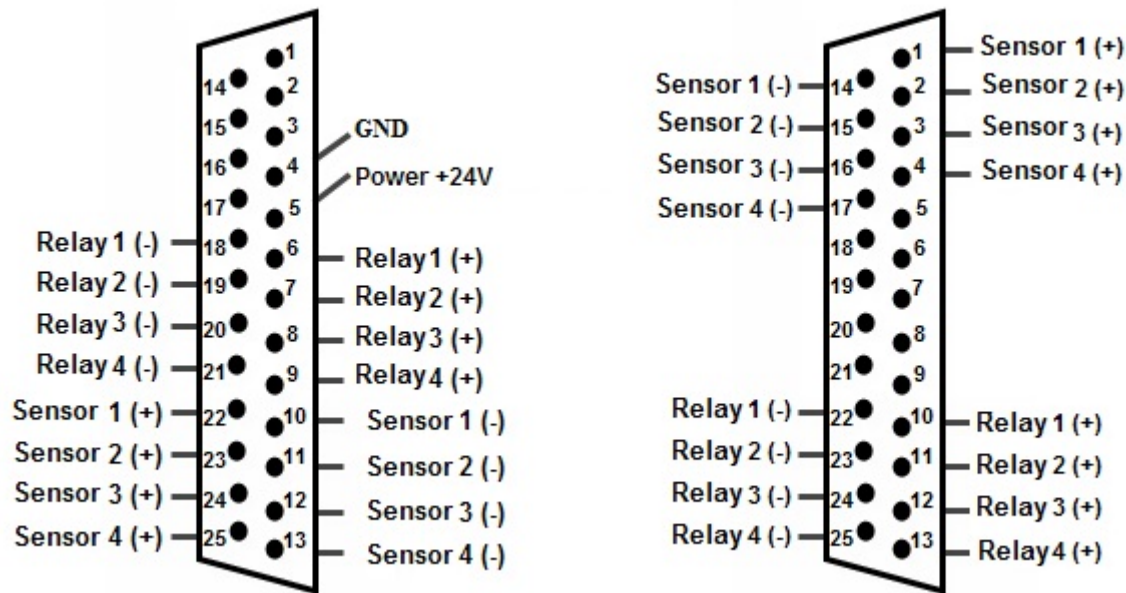 1
14
2
15
3
GND
16
4
Power +24V
17
5
Relay 1 (-)
18
6
Relay 1 (+)
Relay 2 (-)
19
7
Relay 2 (+)
Relay 3 (-)
20
8
Relay 3 (+)
Relay 4 (-)
21
9
Relay 4 (+)
Sensor 1 (+)
22
10
Sensor 1 (-)
Sensor 2 (+)
23
11
Sensor 2 (-)
Sensor 3 (+)
24
12
Sensor 3 (-)
Sensor 4 (+)
25
13
Sensor 4 (-)
1
Sensor 1 (+)
Sensor 1 (-)
14
2
Sensor 2 (+)
Sensor 2 (-)
15
3
Sensor 3 (+)
Sensor 3 (-)
16
4
Sensor 4 (+)
Sensor 4 (-)
17
5
18
6
19
7
20
8
21
9
Relay 1 (-)
22
10
Relay 1 (+)
Relay 2 (-)
23
11
Relay 2 (+)
Relay 3 (-)
24
12
Relay 3 (+)
Relay 4 (-)
25
13
Relay 4 (+)